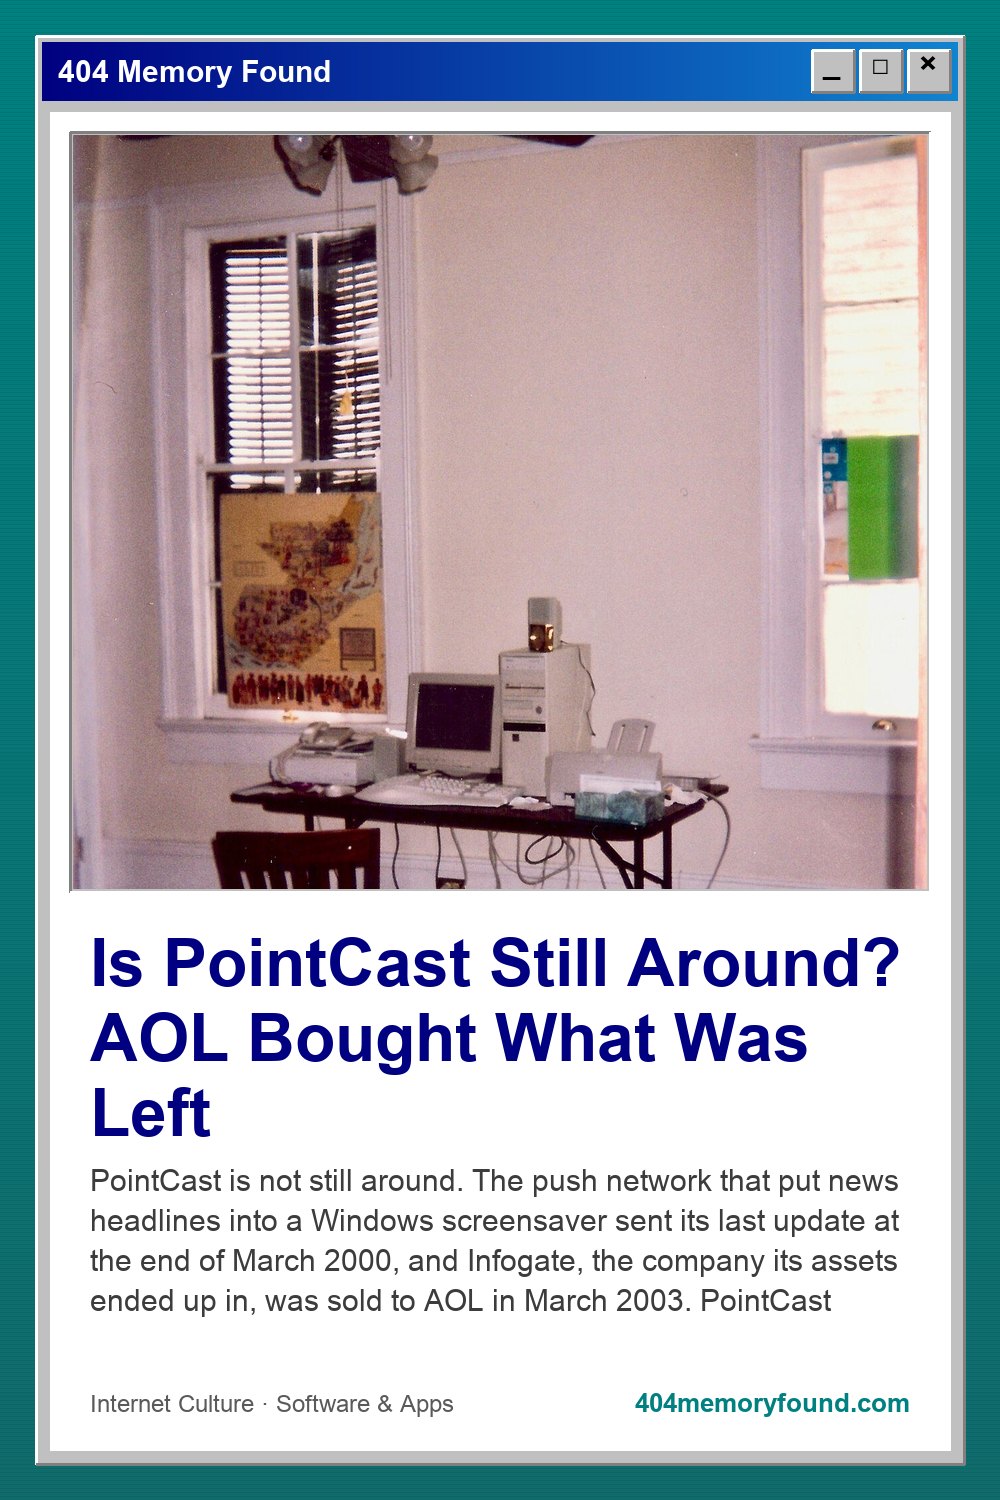 404 Memory Found
Is PointCast Still Around?
AOL Bought What Was
Left
PointCast is not still around. The push network that put news
headlines into a Windows screensaver sent its last update at
the end of March 2000, and Infogate, the company its assets
ended up in, was sold to AOL in March 2003. PointCast
Internet Culture · Software & Apps
404memoryfound.com